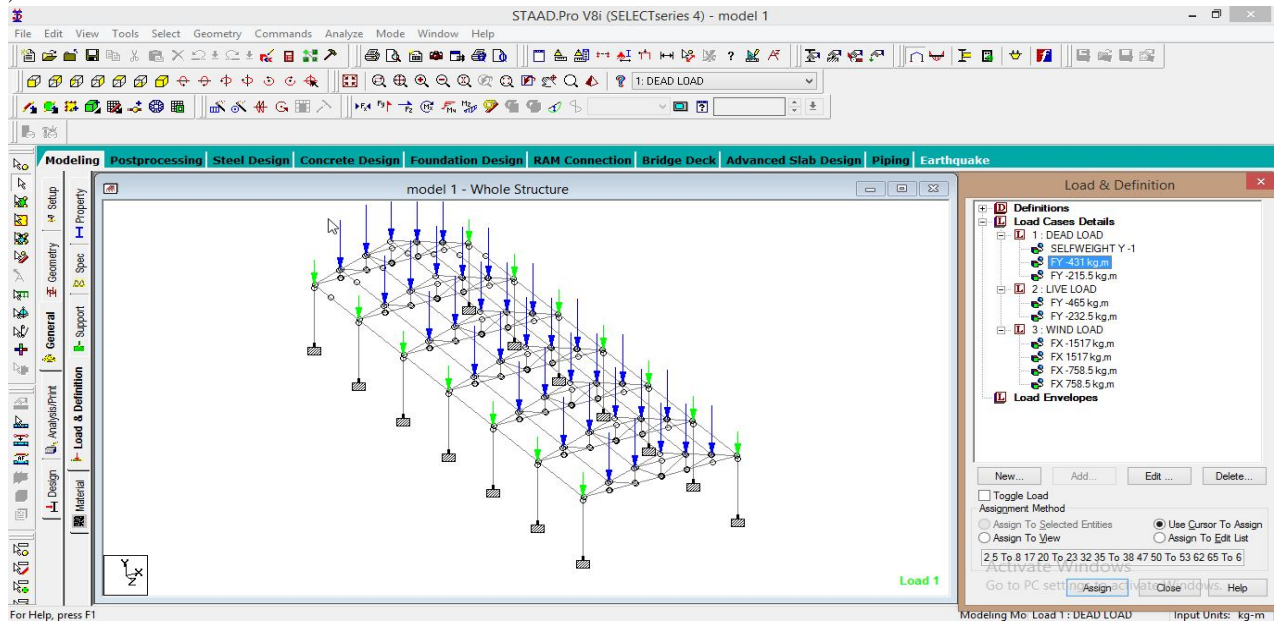 STAAD.Pro V8i (SELECTseries 4) - model 1
File Edit View Tools Select Geometry Commands Analyze Mode Window Help
1: DEAD LOAD
Modeling Postprocessing Steel Design Concrete Design Foundation Design RAM Connection Bridge Deck Advanced Slab Design Piping Earthquake
Setup
Geometry
General
Analysis/Print
Design
Property
Spec
Support
Load & Definition
Material
model 1 - Whole Structure
Y
X
Z
Load 1
Load & Definition
Definitions
Load Cases Details
1 : DEAD LOAD
SELFWEIGHT Y -1
FY -431 kg,m
FY -215.5 kg,m
2 : LIVE LOAD
FY -465 kg,m
FY -232.5 kg,m
3 : WIND LOAD
FX -1517 kg,m
FX 1517 kg,m
FX -758.5 kg,m
FX 758.5 kg,m
Load Envelopes
New... Add... Edit ... Delete...
Toggle Load
Assignment Method
Assign To Selected Entities Use Cursor To Assign
Assign To View Assign To Edit List
2 5 To 8 17 20 To 23 32 35 To 38 47 50 To 53 62 65 To 6
Activate Windows
Go to PC settings to activate Windows.
Assign Close Help
For Help, press F1 Modeling Mo Load 1 : DEAD LOAD Input Units: kg-m